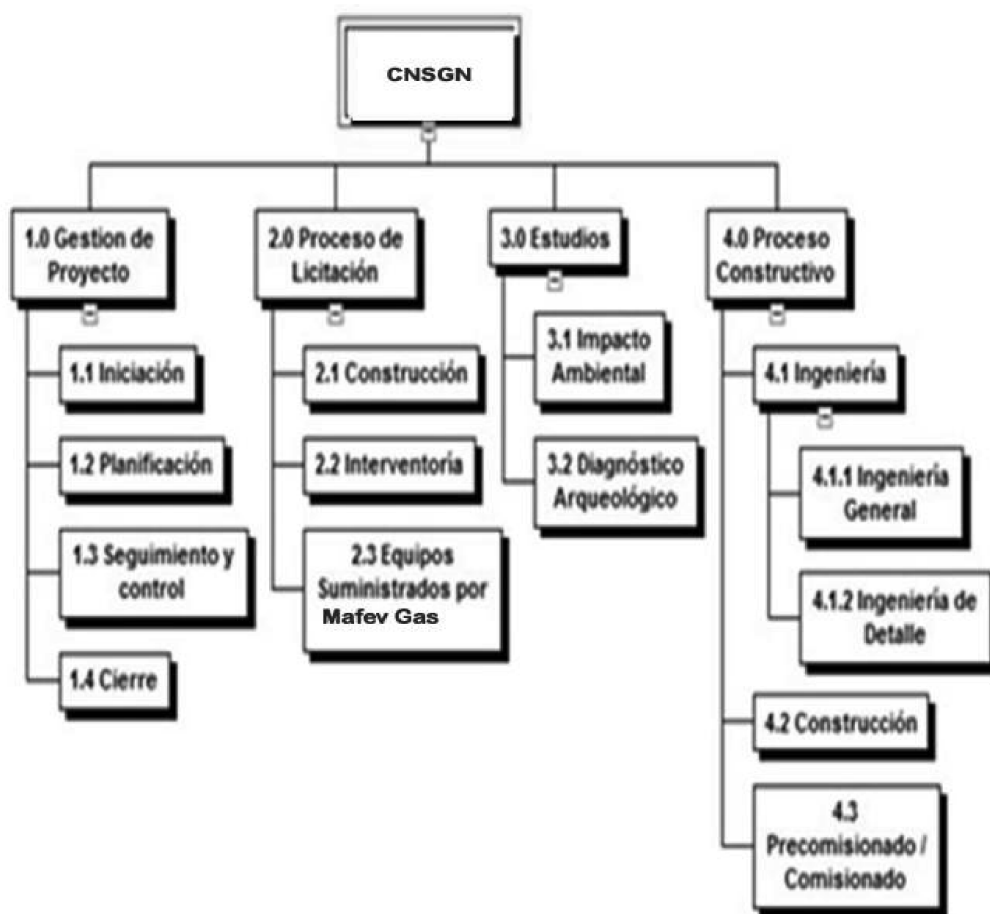 CNSGN
1.0 Gestion de
Proyecto
1.1 Iniciación
1.2 Planificación
1.3 Seguimiento y
control
1.4 Cierre
2.0 Proceso de
Licitación
2.1 Construcción
2.2 Interventoría
2.3 Equipos
Suministrados por
Mafev Gas
3.0 Estudios
3.1 Impacto
Ambiental
3.2 Diagnóstico
Arqueológico
4.0 Proceso
Constructivo
4.1 Ingeniería
4.1.1 Ingeniería
General
4.1.2 Ingeniería de
Detalle
4.2 Construcción
4.3
Precomisionado /
Comisionado